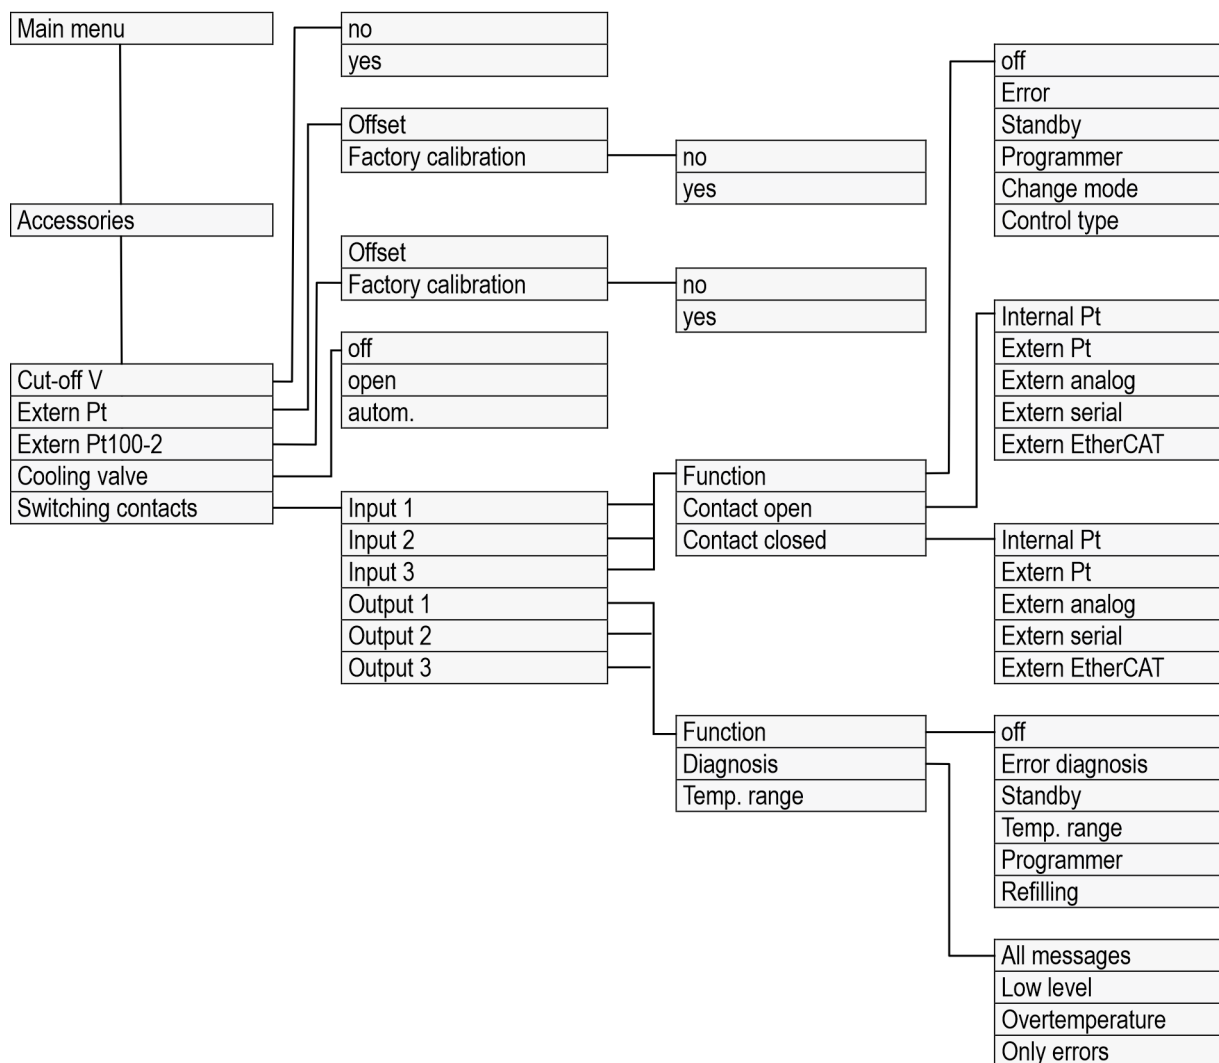 Main menu
Accessories
Cut-off V
Extern Pt
Extern Pt100-2
Cooling valve
Switching contacts
no
yes
Offset
Factory calibration
no
yes
Offset
Factory calibration
no
yes
off
open
autom.
Input 1
Input 2
Input 3
Output 1
Output 2
Output 3
Function
Contact open
Contact closed
off
Error
Standby
Programmer
Change mode
Control type
Internal Pt
Extern Pt
Extern analog
Extern serial
Extern EtherCAT
Internal Pt
Extern Pt
Extern analog
Extern serial
Extern EtherCAT
Function
Diagnosis
Temp. range
off
Error diagnosis
Standby
Temp. range
Programmer
Refilling
All messages
Low level
Overtemperature
Only errors